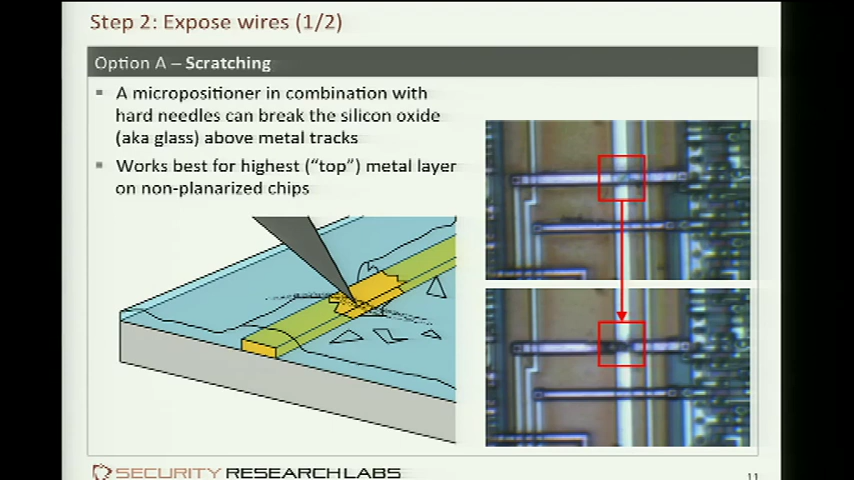 Step 2: Expose wires (1/2)
Option A – Scratching
▪ A micropositioner in combination with
hard needles can break the silicon oxide
(aka glass) above metal tracks
▪ Works best for highest (“top”) metal layer
on non-planarized chips
SECURITY RESEARCH LABS
11